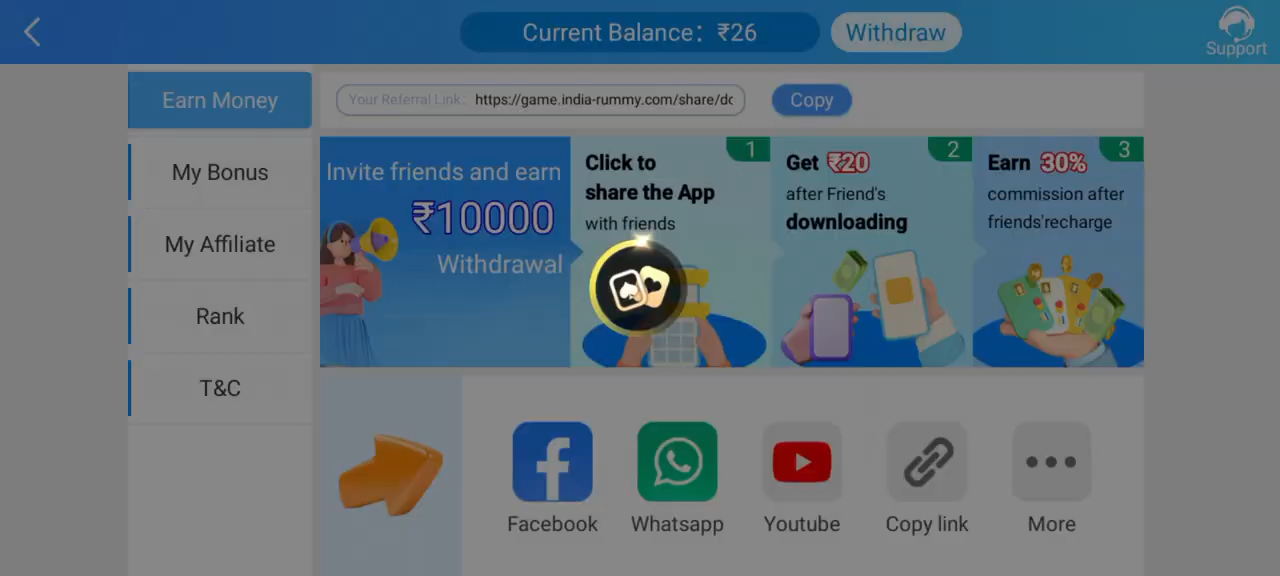 Current Balance: ₹26
Withdraw
Support
Earn Money
My Bonus
My Affiliate
Rank
T&C
Your Referral Link: https://game.india-rummy.com/share/dc
Copy
Invite friends and earn
₹10000
Withdrawal
1
Click to
share the App
with friends
2
Get ₹20
after Friend's
downloading
3
Earn 30%
commission after
friends'recharge
Facebook
Whatsapp
Youtube
Copy link
More